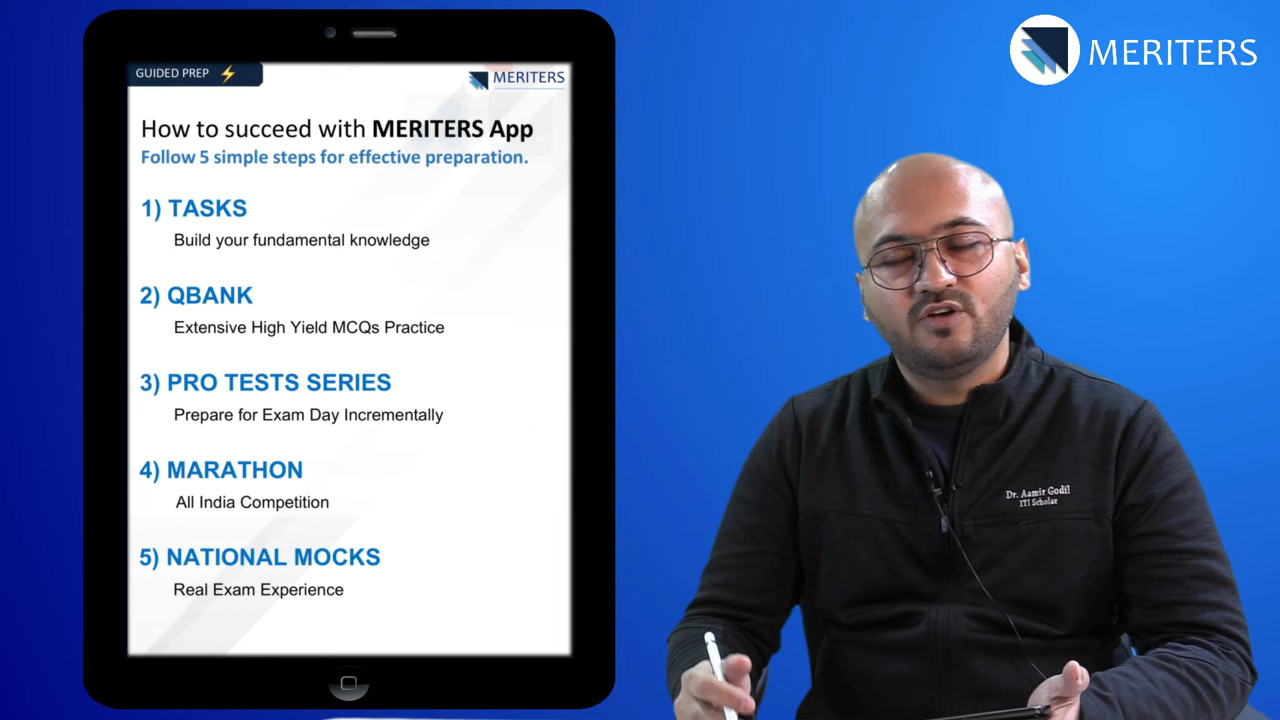 GUIDED PREP
MERITERS
How to succeed with MERITERS App
Follow 5 simple steps for effective preparation.
1) TASKS
Build your fundamental knowledge
2) QBANK
Extensive High Yield MCQs Practice
3) PRO TESTS SERIES
Prepare for Exam Day Incrementally
4) MARATHON
All India Competition
5) NATIONAL MOCKS
Real Exam Experience
MERITERS
Dr. Aamir Godil
ITI Scholar